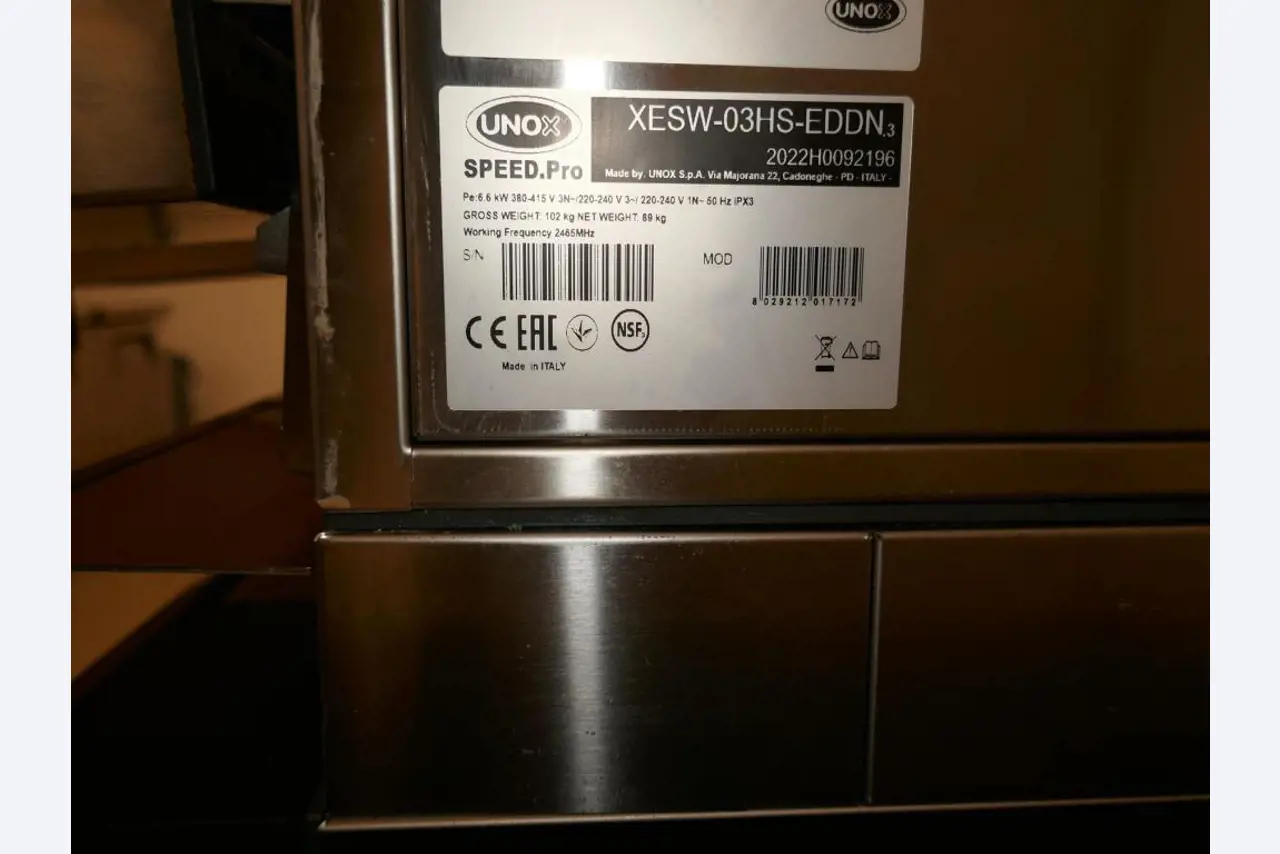 UNOX
UNOX
SPEED.Pro
XESW-03HS-EDDN.3
2022H0092196
Made by: UNOX S.p.A. Via Majorana 22, Cadoneghe - PD - ITALY -
Pe:6.6 kW 380-415 V 3N~/220-240 V 3~/ 220-240 V 1N~ 50 Hz IPX3
GROSS WEIGHT: 102 kg NET WEIGHT: 89 kg
Working Frequency 2465MHz
S/N
MOD
8 029212 017172
CE EAC NSF
Made in ITALY